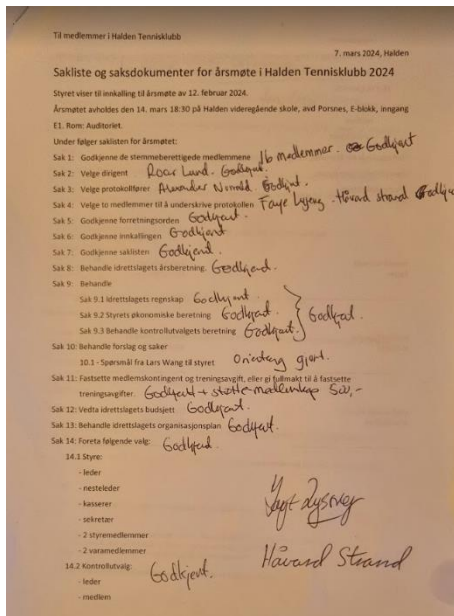 Til medlemmer i Halden Tennisklubb
7. mars 2024, Halden
Sakliste og saksdokumenter for årsmøte i Halden Tennisklubb 2024
Styret viser til innkalling til årsmøte av 12. februar 2024.
Årsmøtet avholdes den 14. mars 18:30 på Halden videregående skole, avd Porsnes, E-blokk, inngang
E1. Rom: Auditoriet.
Under følger saklisten for årsmøtet:
Sak 1: Godkjenne de stemmeberettigede medlemmene 16 medlemmer. Godkjent
Sak 2: Velge dirigent Roar Lund. Godkjent.
Sak 3: Velge protokollfører Alexander Godkjent.
Sak 4: Velge to medlemmer til å underskrive protokollen Håvard Strand Godkjent
Sak 5: Godkjenne forretningsorden Godkjent.
Sak 6: Godkjenne innkallingen Godkjent
Sak 7: Godkjenne saklisten Godkjent.
Sak 8: Behandle idrettslagets årsberetning. Godkjent.
Sak 9: Behandle
Sak 9.1 Idrettslagets regnskap Godkjent.
Sak 9.2 Styrets økonomiske beretning Godkjent. Godkjent.
Sak 9.3 Behandle kontrollutvalgets beretning Godkjent.
Sak 10: Behandle forslag og saker
10.1 - Spørsmål fra Lars Wang til styret Orientering gjort.
Sak 11: Fastsette medlemskontingent og treningsavgift, eller gi fullmakt til å fastsette
treningsavgifter. Godkjent + støtte-medlemskap 500,-
Sak 12: Vedta idrettslagets budsjett Godkjent.
Sak 13: Behandle idrettslagets organisasjonsplan Godkjent.
Sak 14: Foreta følgende valg: Godkjent.
14.1 Styre:
- leder
- nesteleder
- kasserer
- sekretær
- 2 styremedlemmer
- 2 varamedlemmer
Håvard Strand
14.2 Kontrollutvalg: Godkjent.
- leder
- medlem